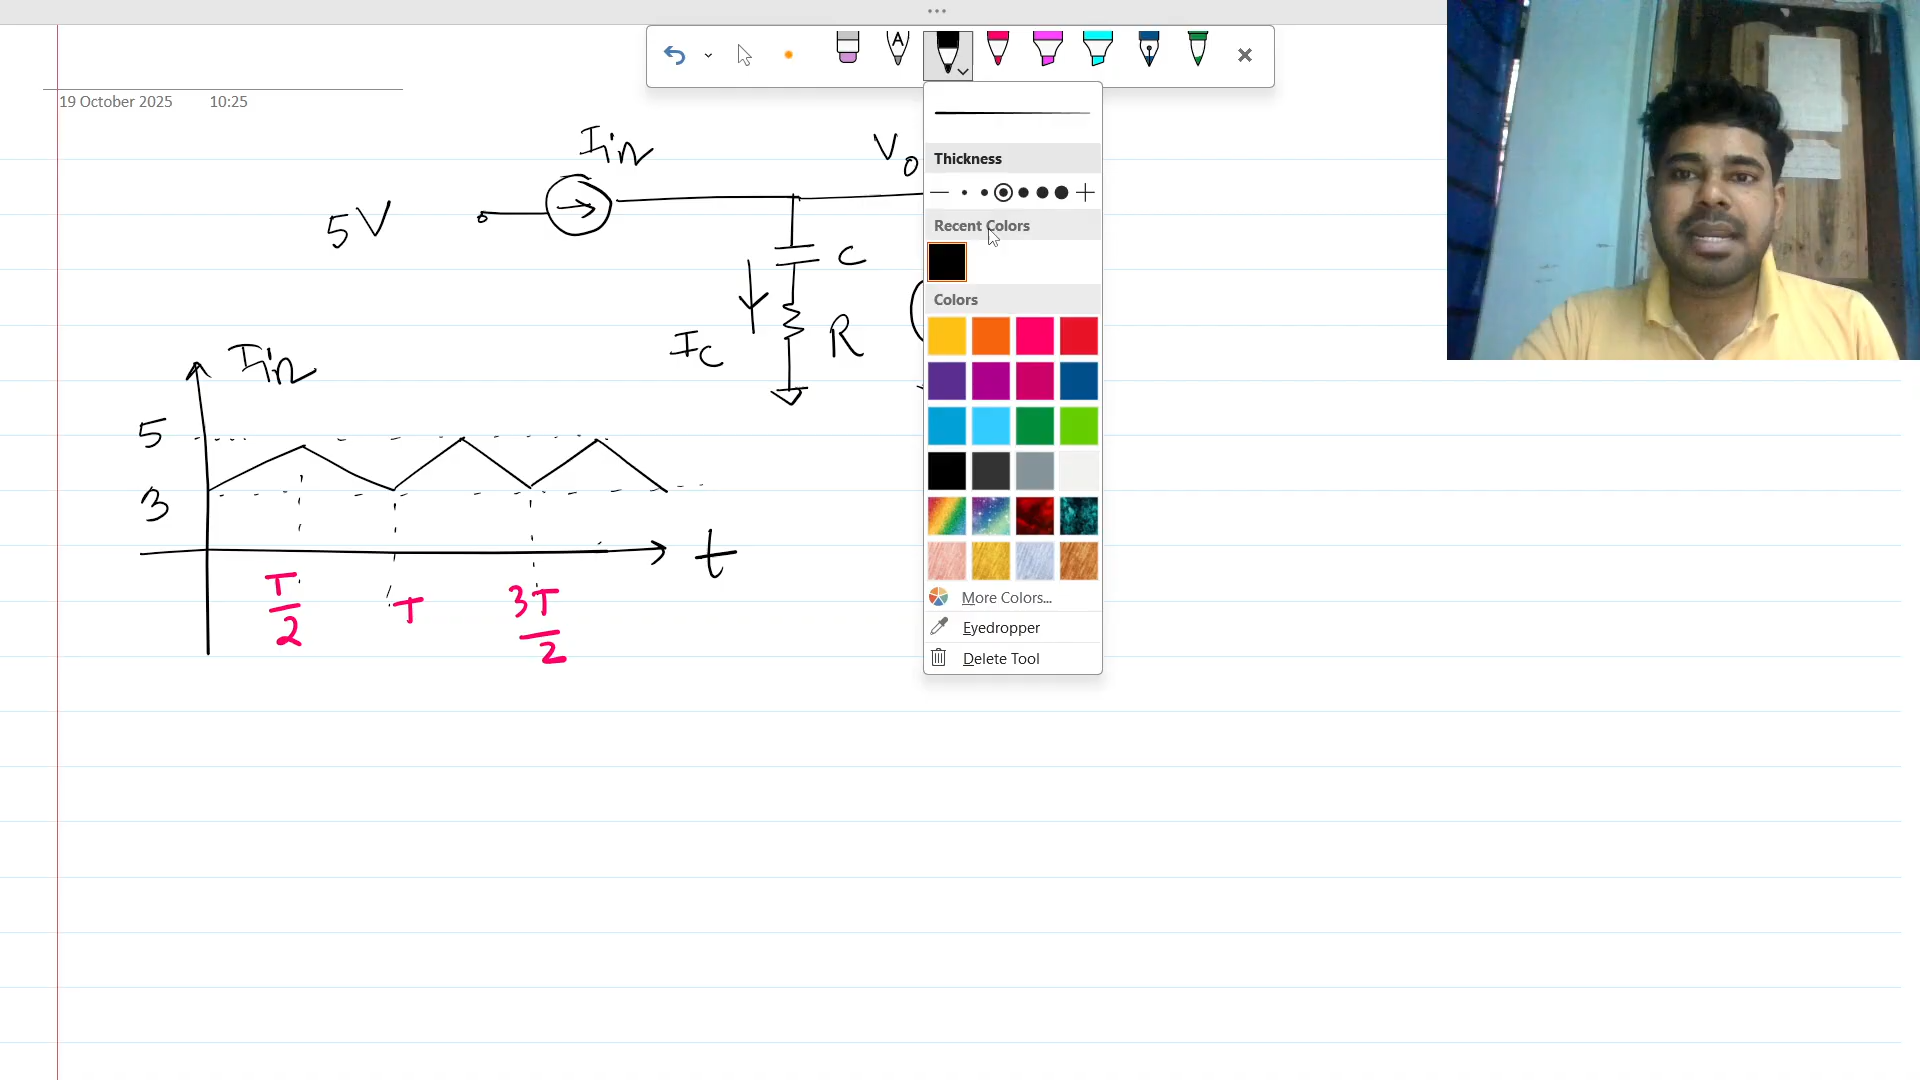 19 October 2025 10:25
A
Thickness
Recent Colors
Colors
More Colors...
Eyedropper
Delete Tool
Iin
Vo
5V
C
R
Ic
Iin
5
3
t
T/2
T
3T/2